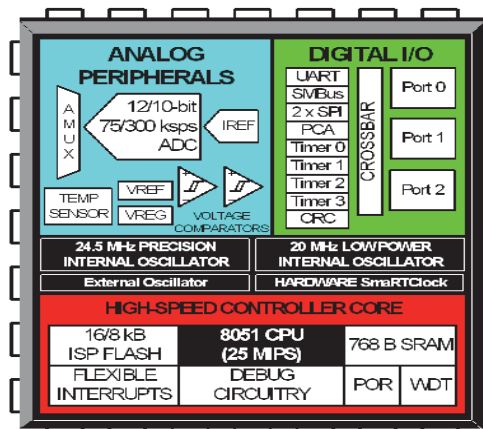 ANALOG
PERIPHERALS
AMUX
12/10-bit
75/300 ksps
ADC
IREF
TEMP
SENSOR
VREF
VREG
VOLTAGE
COMPARATORS
DIGITAL I/O
UART
SMBus
2 x SPI
PCA
Timer 0
Timer 1
Timer 2
Timer 3
CRC
CROSSBAR
Port 0
Port 1
Port 2
24.5 MHz PRECISION
INTERNAL OSCILLATOR
20 MHz LOW POWER
INTERNAL OSCILLATOR
External Oscillator
HARDWARE SmaRTClock
HIGH-SPEED CONTROLLER CORE
16/8 kB
ISP FLASH
8051 CPU
(25 MIPS)
768 B SRAM
FLEXIBLE
INTERRUPTS
DEBUG
CIRCUITRY
POR
WDT